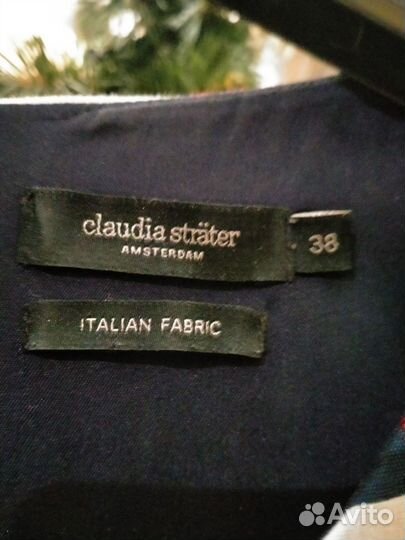 claudia sträter
AMSTERDAM
38
ITALIAN FABRIC
Avito